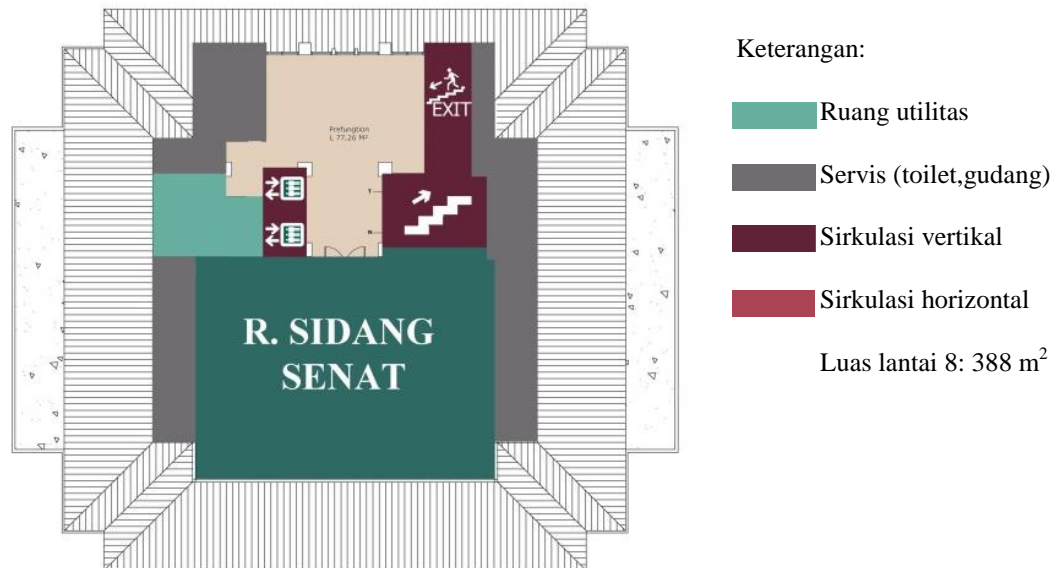 EXIT
Prefungtion
L 77.26 M²
T
N
R. SIDANG
SENAT
Keterangan:
Ruang utilitas
Servis (toilet,gudang)
Sirkulasi vertikal
Sirkulasi horizontal
Luas lantai 8: 388 m²